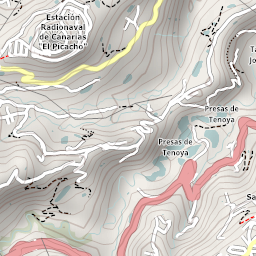 Estación
Radionaval
de Canarias
"El Picacho"
Presas de
Tenoya
Presas de
Tenoya